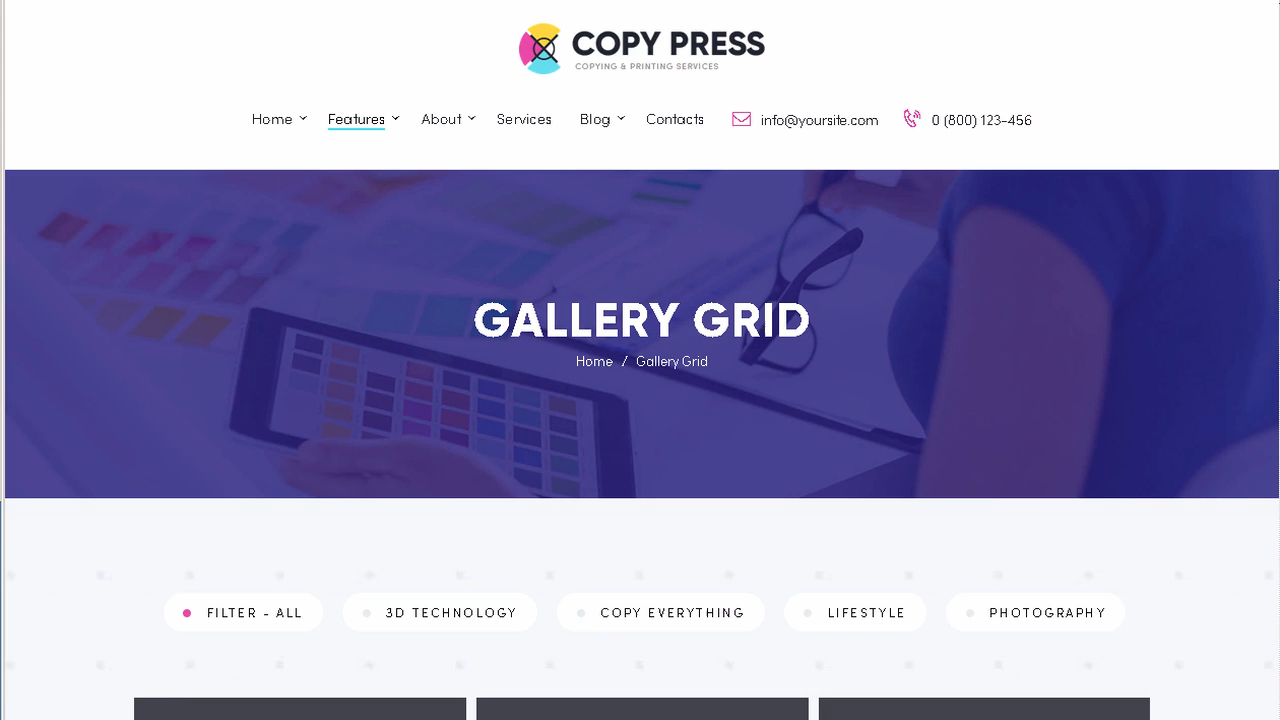 COPY PRESS
COPYING & PRINTING SERVICES
Home Features About Services Blog Contacts info@yoursite.com 0 (800) 123-456
GALLERY GRID
Home / Gallery Grid
FILTER - ALL 3D TECHNOLOGY COPY EVERYTHING LIFESTYLE PHOTOGRAPHY